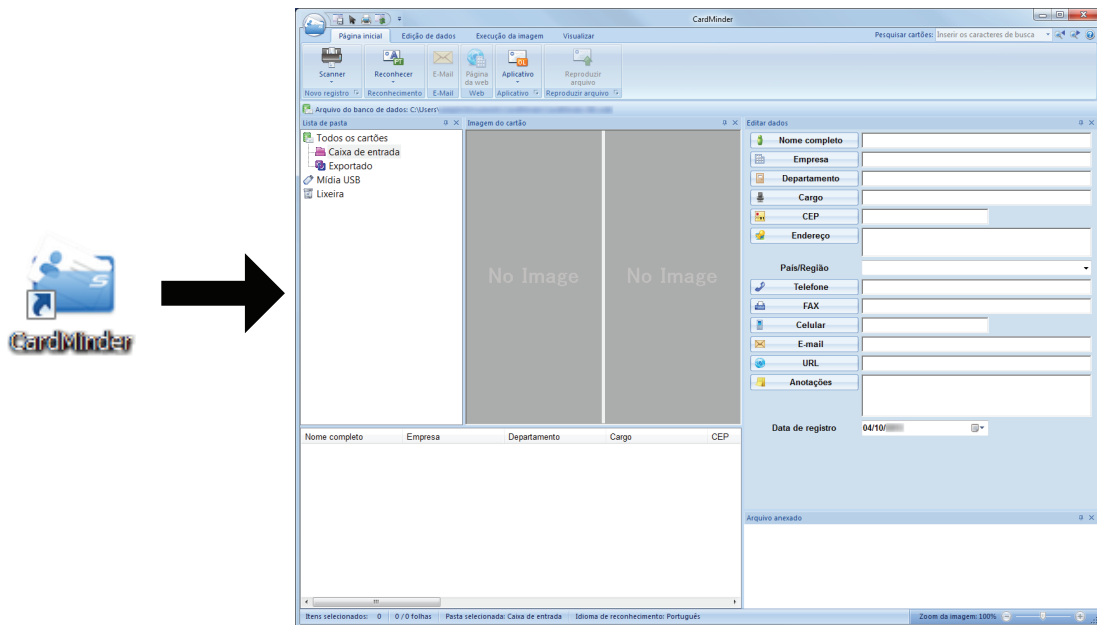 CardMinder
CardMinder
Página inicial Edição de dados Execução da imagem Visualizar Pesquisar cartões: Inserir os caracteres de busca
Scanner Reconhecer E-Mail Página da web Aplicativo Reproduzir arquivo
Novo registro Reconhecimento E-Mail Web Aplicativo Reproduzir arquivo
Arquivo do banco de dados: C:\Users\
Lista de pasta Imagem do cartão Editar dados
Todos os cartões
Caixa de entrada
Exportado
Mídia USB
Lixeira
No Image No Image
Nome completo
Empresa
Departamento
Cargo
CEP
Endereço
País/Região
Telefone
FAX
Celular
E-mail
URL
Anotações
Data de registro 04/10/
Nome completo Empresa Departamento Cargo CEP
Arquivo anexado
Itens selecionados: 0 0 / 0 folhas Pasta selecionada: Caixa de entrada Idioma de reconhecimento: Português Zoom da imagem: 100%